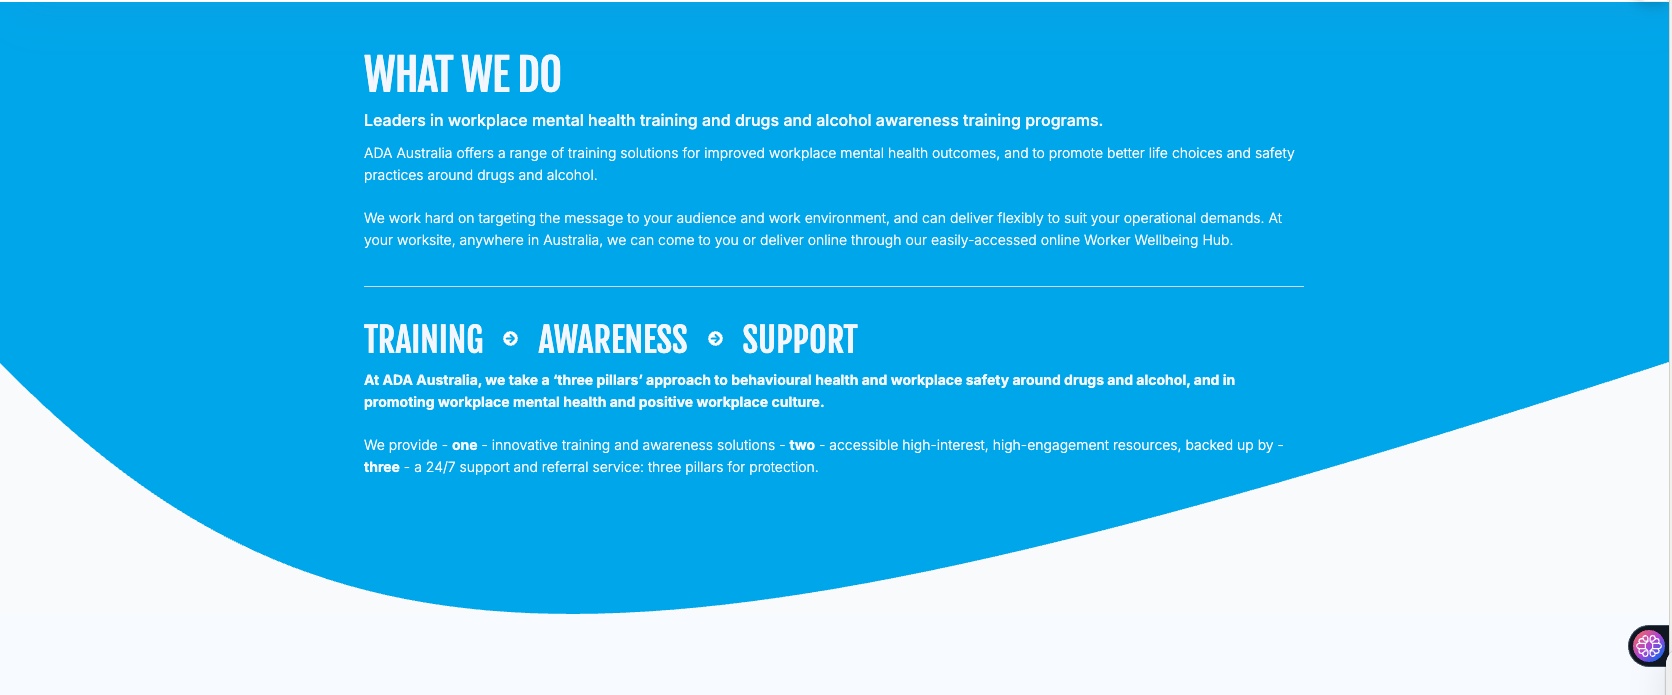 WHAT WE DO
Leaders in workplace mental health training and drugs and alcohol awareness training programs.
ADA Australia offers a range of training solutions for improved workplace mental health outcomes, and to promote better life choices and safety
practices around drugs and alcohol.
We work hard on targeting the message to your audience and work environment, and can deliver flexibly to suit your operational demands. At
your worksite, anywhere in Australia, we can come to you or deliver online through our easily-accessed online Worker Wellbeing Hub.
TRAINING AWARENESS SUPPORT
At ADA Australia, we take a ‘three pillars’ approach to behavioural health and workplace safety around drugs and alcohol, and in
promoting workplace mental health and positive workplace culture.
We provide - one - innovative training and awareness solutions - two - accessible high-interest, high-engagement resources, backed up by -
three - a 24/7 support and referral service: three pillars for protection.